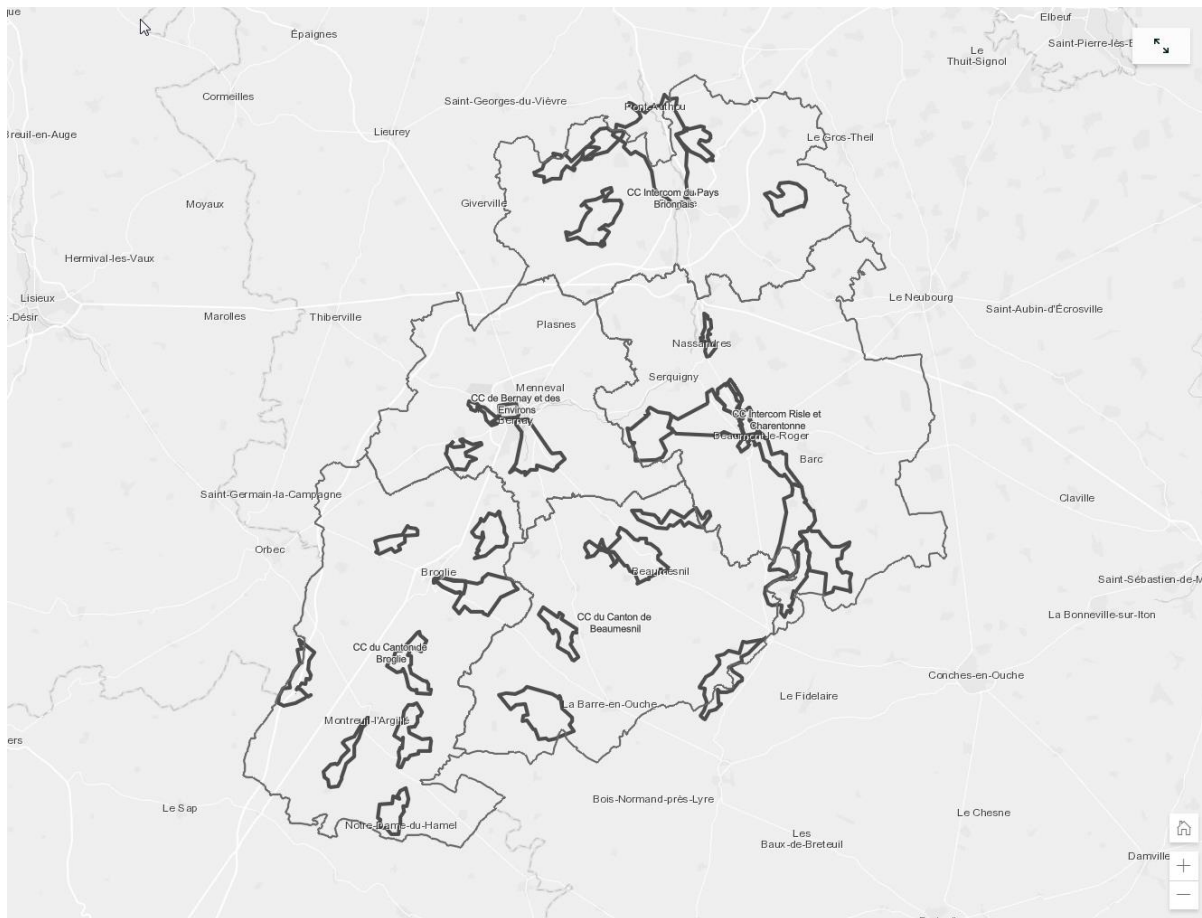 gue
Épaignes
Elbeuf
Saint-Pierre-lès-E
Le
Thuit-Signol
Cormeilles
Saint-Georges-du-Vièvre
Pont-Authou
Breuil-en-Auge
Lieurey
Le Gros-Theil
CC Intercom du Pays
Brionnais
Moyaux
Giverville
Hermival-les-Vaux
Lisieux
t-Désir
Marolles
Thiberville
Le Neubourg
Saint-Aubin-d'Écrosville
Plasnes
Nassandres
Serquigny
Menneval
CC de Bernay et des
Environs
Bernay
CC Intercom Risle et
Charentonne
Beaumont-le-Roger
Barc
Saint-Germain-la-Campagne
Claville
Orbec
Broglie
Beaumesnil
Saint-Sébastien-de-M
La Bonneville-sur-Iton
CC du Canton de
Beaumesnil
CC du Canton de
Broglie
Conches-en-Ouche
Le Fidelaire
La Barre-en-Ouche
Montreuil-l'Argillé
ers
Bois-Normand-près-Lyre
Le Sap
Le Chesne
Notre-Dame-du-Hamel
Les
Baux-de-Breteuil
Damville